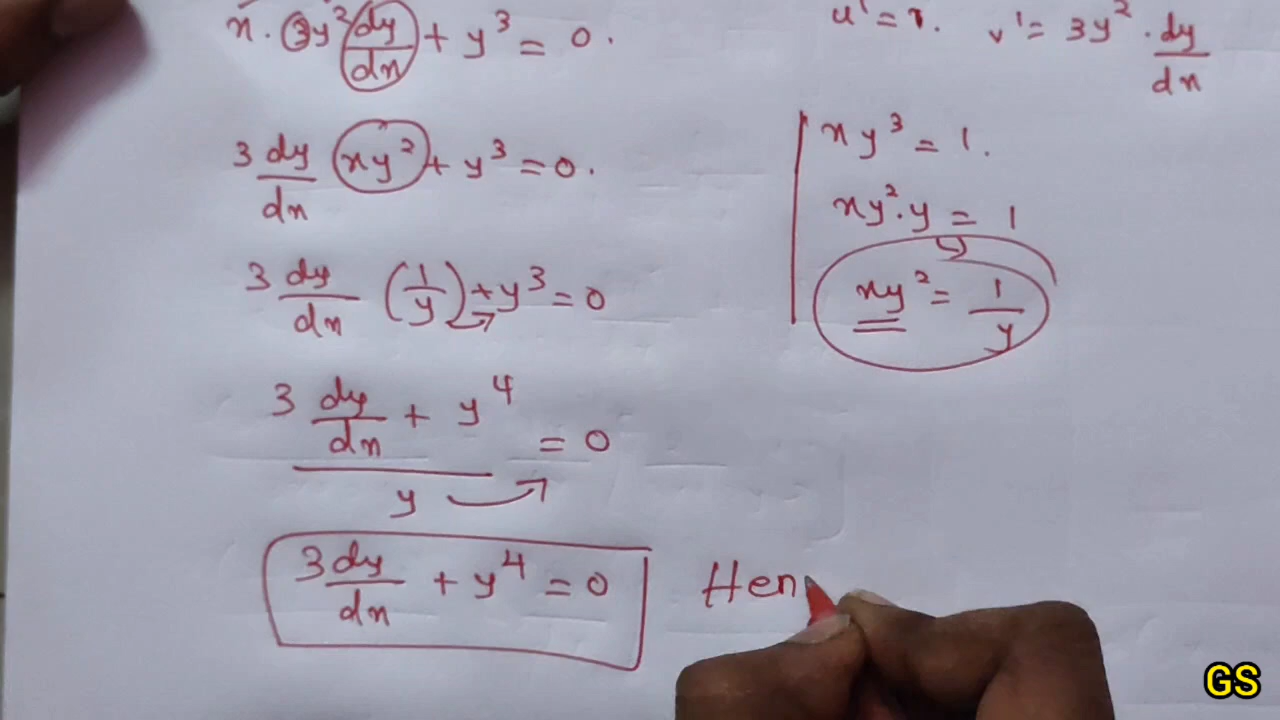 x · 3y² dy/dx + y³ = 0.
u' = 1. v' = 3y² · dy/dx
3 dy/dx (xy²) + y³ = 0.
3 dy/dx (1/y) + y³ = 0
(3 dy/dx + y⁴)/y = 0
3 dy/dx + y⁴ = 0
xy³ = 1.
xy² · y = 1
xy² = 1/y
Hen
GS